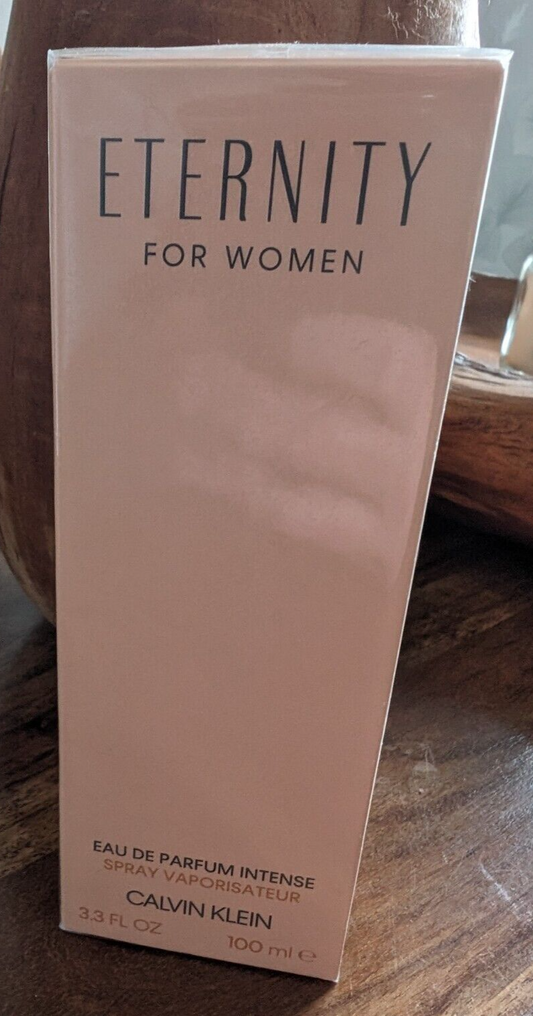 ETERNITY
FOR WOMEN
EAU DE PARFUM INTENSE
SPRAY VAPORISATEUR
CALVIN KLEIN
3.3 FL OZ 100 ml ℮